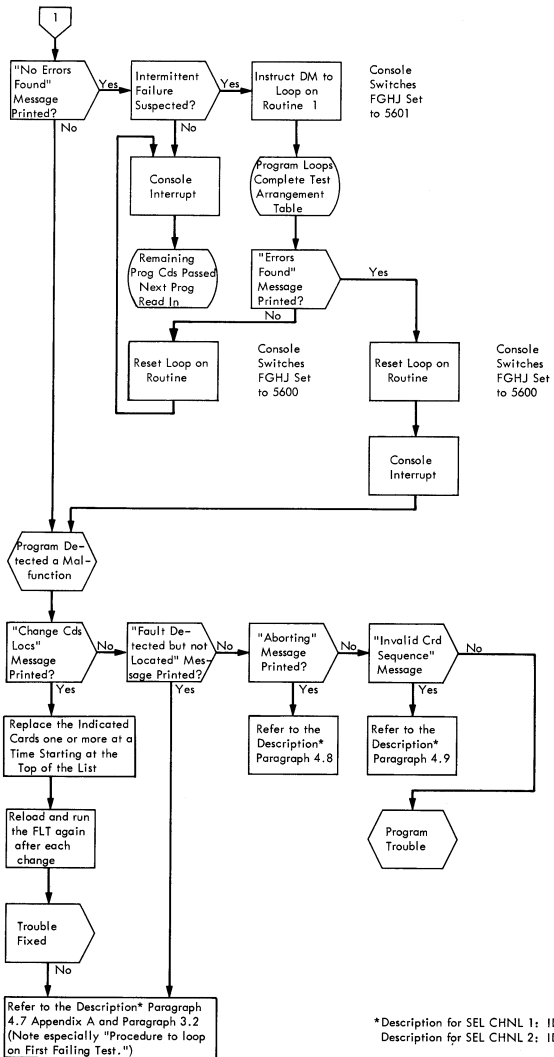 1
"No Errors
Found"
Message
Printed?
Yes
No
Intermittent
Failure
Suspected?
Yes
No
Instruct DM to
Loop on
Routine 1
Console
Switches
FGHJ Set
to 5601
Console
Interrupt
Program Loops
Complete Test
Arrangement
Table
Remaining
Prog Cds Passed
Next Prog
Read In
"Errors
Found"
Message
Printed?
Yes
No
Reset Loop on
Routine
Console
Switches
FGHJ Set
to 5600
Reset Loop on
Routine
Console
Switches
FGHJ Set
to 5600
Console
Interrupt
Program De-
tected a Mal-
function
"Change Cds
Locs"
Message
Printed?
No
Yes
"Fault De-
tected but not
Located" Mes-
sage Printed?
No
Yes
"Aborting"
Message
Printed?
No
Yes
"Invalid Crd
Sequence"
Message
No
Yes
Replace the Indicated
Cards one or more at a
Time Starting at the
Top of the List
Refer to the
Description*
Paragraph 4.8
Refer to the
Description*
Paragraph 4.9
Reload and run
the FLT again
after each
change
Program
Trouble
Trouble
Fixed
No
Refer to the Description* Paragraph
4.7 Appendix A and Paragraph 3.2
(Note especially "Procedure to loop
on First Failing Test.")
*Description for SEL CHNL 1:
Description for SEL CHNL 2: